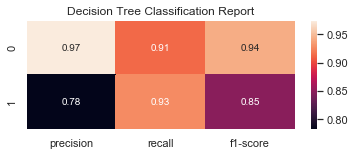 Decision Tree Classification Report
0 0.97 0.91 0.94
1 0.78 0.93 0.85
precision recall f1-score
0.95
0.90
0.85
0.80